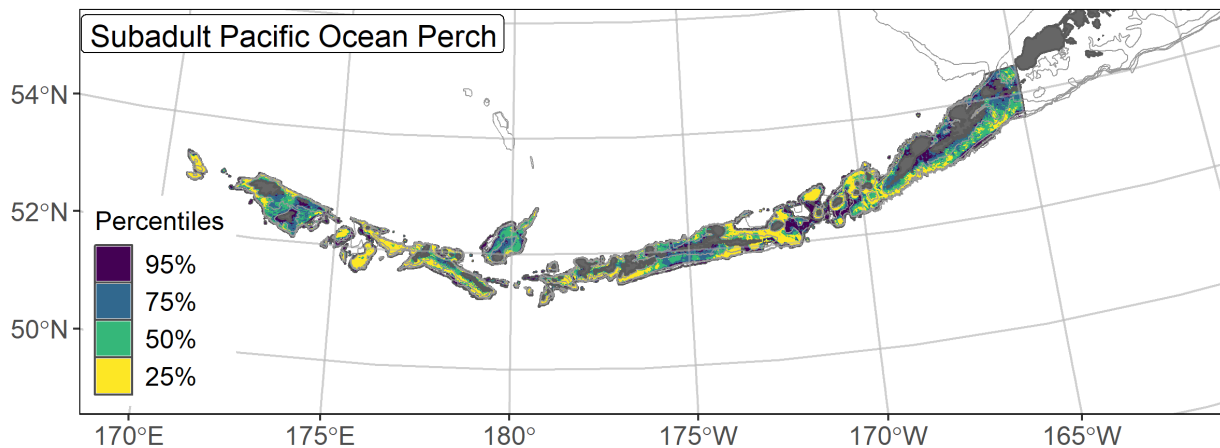 Subadult Pacific Ocean Perch
54°N
52°N
50°N
Percentiles
95%
75%
50%
25%
170°E
175°E
180°
175°W
170°W
165°W